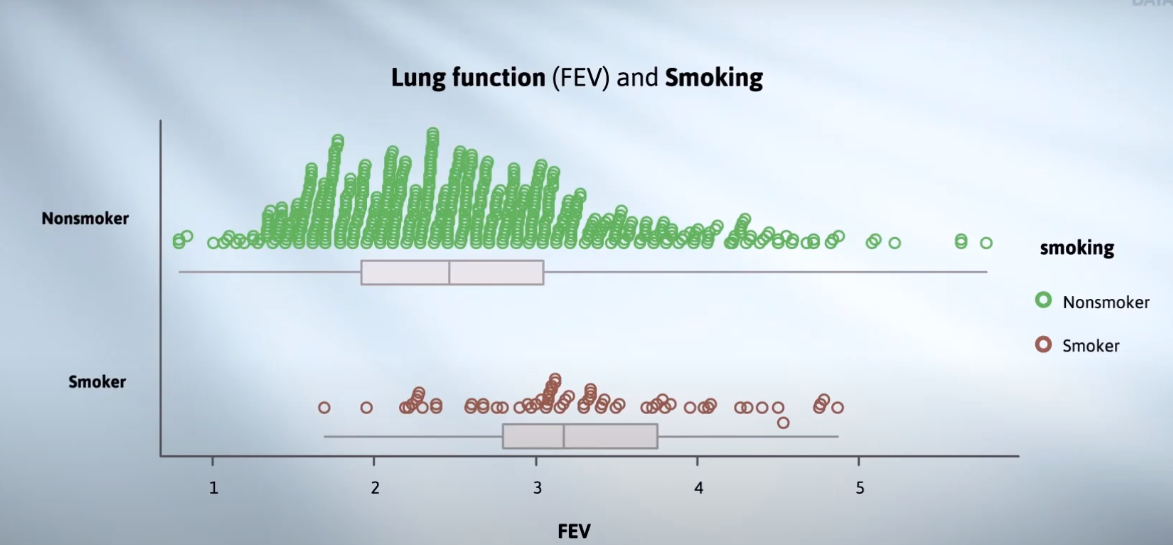 Lung function (FEV) and Smoking
Nonsmoker
smoking
Nonsmoker
Smoker
Smoker
1 2 3 4 5
FEV